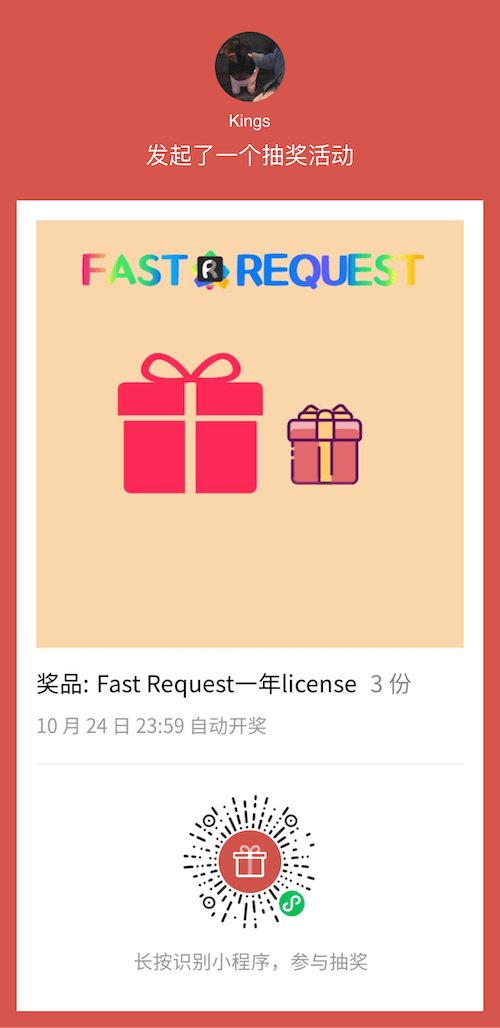 Kings
发起了一个抽奖活动
FAST R REQUEST
奖品: Fast Request一年license 3 份
10 月 24 日 23:59 自动开奖
长按识别小程序，参与抽奖